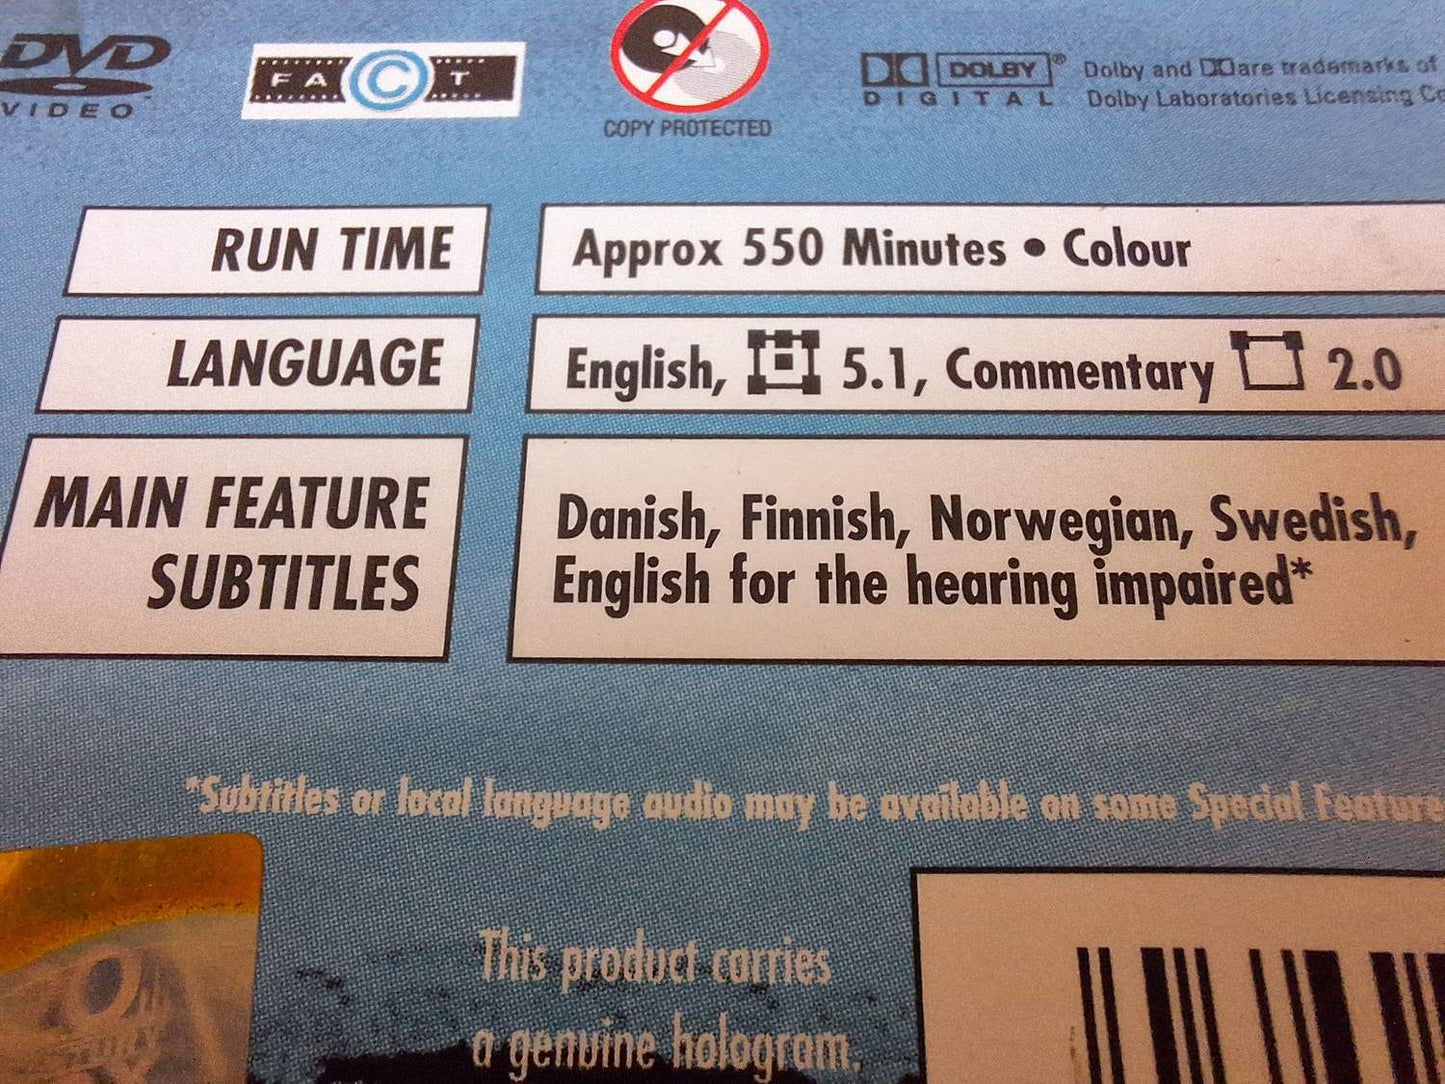 DVD
VIDEO
FACT
COPY PROTECTED
DOLBY
DIGITAL
Dolby and
are trademarks of
Dolby Laboratories Licensing
RUN TIME
Approx 550 Minutes • Colour
LANGUAGE
English, 5.1, Commentary 2.0
MAIN FEATURE
SUBTITLES
Danish, Finnish, Norwegian, Swedish,
English for the hearing impaired*
*Subtitles or local language audio may be available on some Special Feature
This product carries
a genuine hologram.